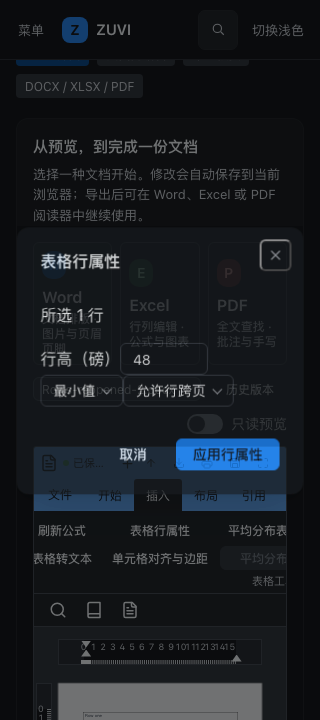 菜单 Z ZUVI 切换浅色
DOCX / XLSX / PDF
从预览，到完成一份文档
选择一种文档开始。修改会自动保存到当前
浏览器；导出后可在 Word、Excel 或 PDF
阅读器中继续使用。
表格行属性
E P
Word Excel PDF
所选 1 行
图片与页眉 行列编辑 · 全文查找 ·
页脚 公式与图表 批注与手写
行高（磅） 48
最小值 允许行跨页 历史版本
只读预览
取消 应用行属性
已保...
文件 开始 插入 布局 引用
刷新公式 表格行属性 平均分布表
表格转文本 单元格对齐与边距 平均分布
表格工